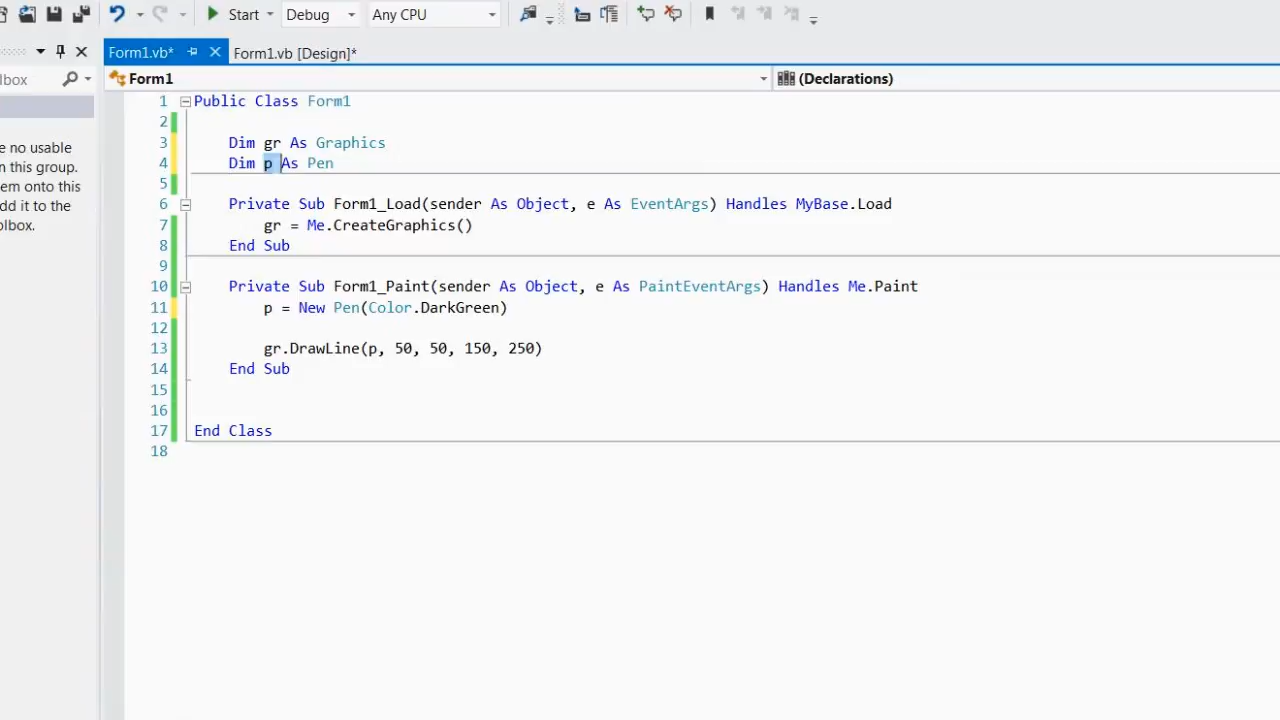 Start Debug Any CPU
Form1.vb* Form1.vb [Design]*
lbox
Form1 (Declarations)
e no usable
n this group.
em onto this
dd it to the
olbox.
1 Public Class Form1
2
3 Dim gr As Graphics
4 Dim p As Pen
5
6 Private Sub Form1_Load(sender As Object, e As EventArgs) Handles MyBase.Load
7 gr = Me.CreateGraphics()
8 End Sub
9
10 Private Sub Form1_Paint(sender As Object, e As PaintEventArgs) Handles Me.Paint
11 p = New Pen(Color.DarkGreen)
12
13 gr.DrawLine(p, 50, 50, 150, 250)
14 End Sub
15
16
17 End Class
18